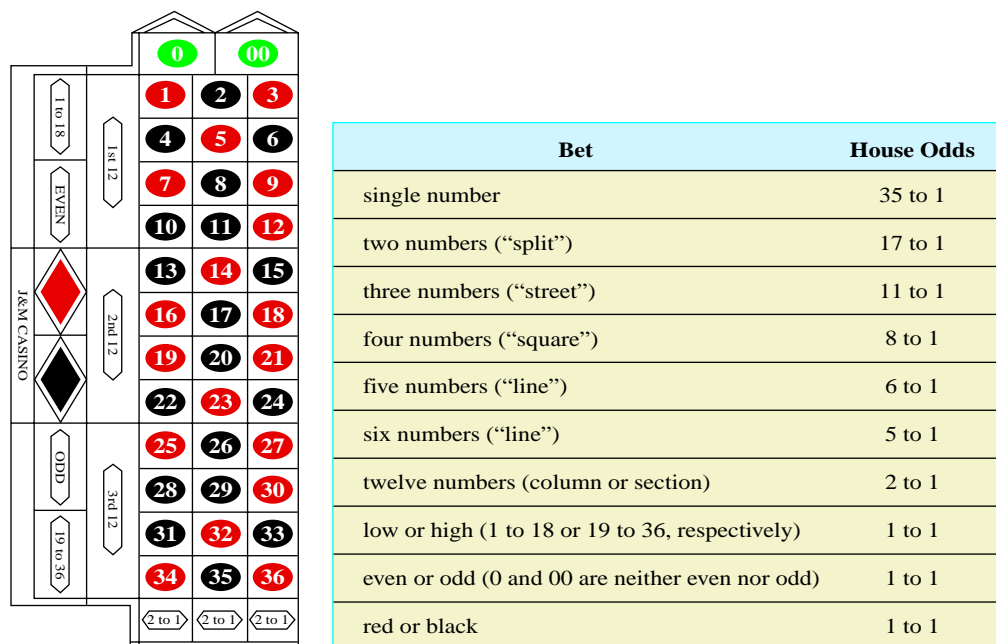 0 00
1 2 3
4 5 6
7 8 9
10 11 12
13 14 15
16 17 18
19 20 21
22 23 24
25 26 27
28 29 30
31 32 33
34 35 36
2 to 1 2 to 1 2 to 1
1st 12
2nd 12
3rd 12
1 to 18
EVEN
ODD
19 to 36
J&M CASINO
Bet House Odds
single number 35 to 1
two numbers (“split”) 17 to 1
three numbers (“street”) 11 to 1
four numbers (“square”) 8 to 1
five numbers (“line”) 6 to 1
six numbers (“line”) 5 to 1
twelve numbers (column or section) 2 to 1
low or high (1 to 18 or 19 to 36, respectively) 1 to 1
even or odd (0 and 00 are neither even nor odd) 1 to 1
red or black 1 to 1